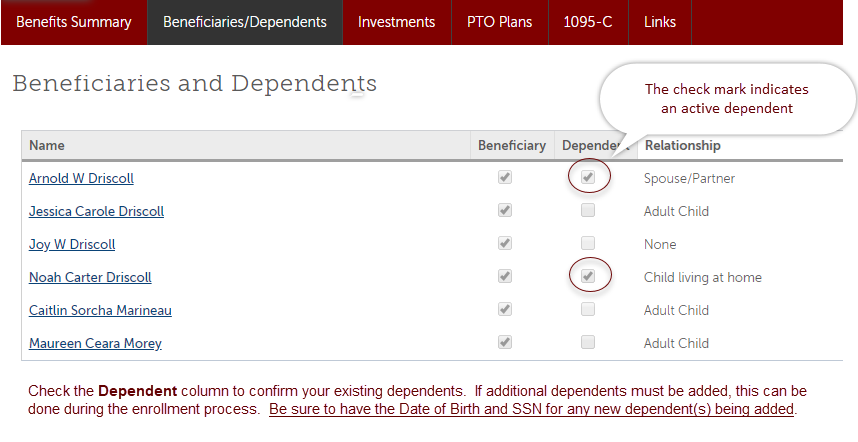 Benefits Summary Beneficiaries/Dependents Investments PTO Plans 1095-C Links
Beneficiaries and Dependents
The check mark indicates
an active dependent
Name Beneficiary Dependent Relationship
Arnold W Driscoll Spouse/Partner
Jessica Carole Driscoll Adult Child
Joy W Driscoll None
Noah Carter Driscoll Child living at home
Caitlin Sorcha Marineau Adult Child
Maureen Ceara Morey Adult Child
Check the Dependent column to confirm your existing dependents. If additional dependents must be added, this can be
done during the enrollment process. Be sure to have the Date of Birth and SSN for any new dependent(s) being added.